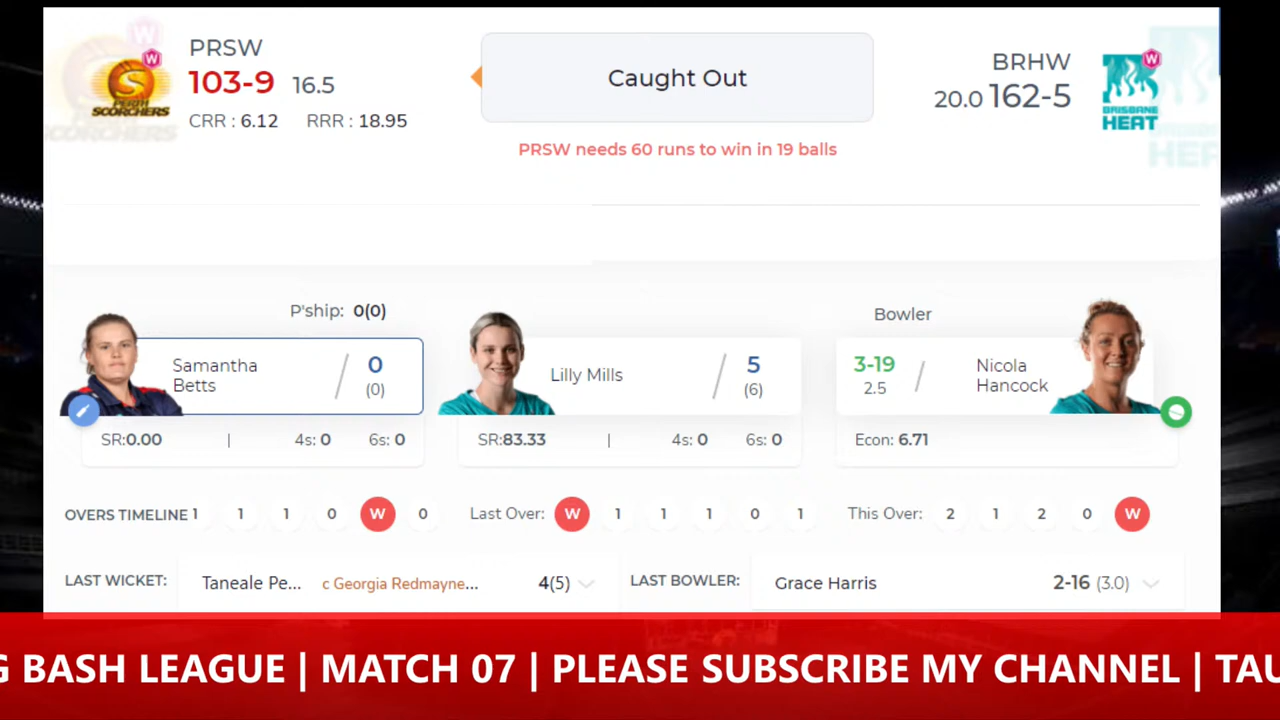 PRSW
103-9 16.5
CRR : 6.12 RRR : 18.95
PERTH
SCORCHERS
W
Caught Out
PRSW needs 60 runs to win in 19 balls
BRHW
20.0 162-5
W
BRISBANE
HEAT
P'ship: 0(0)
Samantha
Betts
0
(0)
SR:0.00 | 4s: 0 6s: 0
Lilly Mills
5
(6)
SR:83.33 | 4s: 0 6s: 0
Bowler
3-19
2.5
Nicola
Hancock
Econ: 6.71
OVERS TIMELINE 1 1 1 0 W 0 Last Over: W 1 1 1 0 1 This Over: 2 1 2 0 W
LAST WICKET: Taneale Pe... c Georgia Redmayne... 4(5) LAST BOWLER: Grace Harris 2-16 (3.0)
G BASH LEAGUE | MATCH 07 | PLEASE SUBSCRIBE MY CHANNEL | TAU